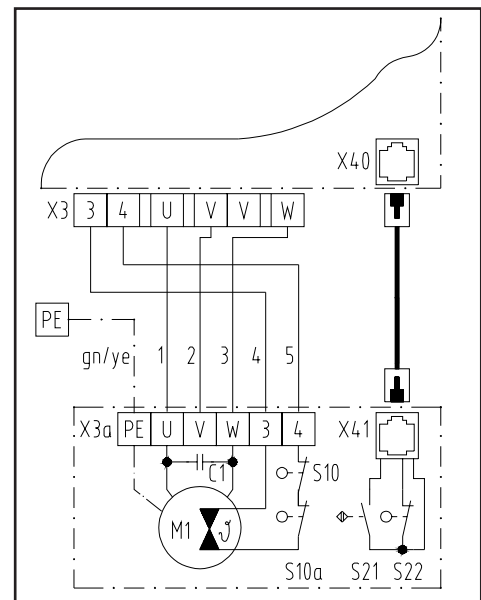 X40
X3 3 4 U V V W
PE
gn/ye 1 2 3 4 5
X3a PE U V W 3 4 X41
C1 S10
M1 ϑ
S10a S21 S22